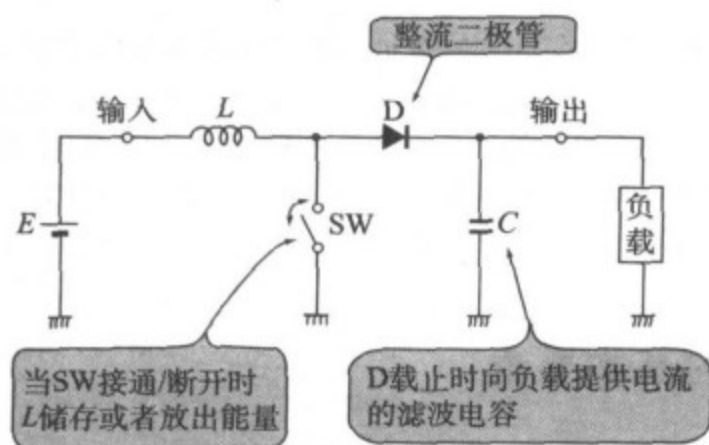 整流二极管
输入
L
D
输出
E
SW
C
负
载
当SW接通/断开时
L储存或者放出能量
D载止时向负载提供电流
的滤波电容